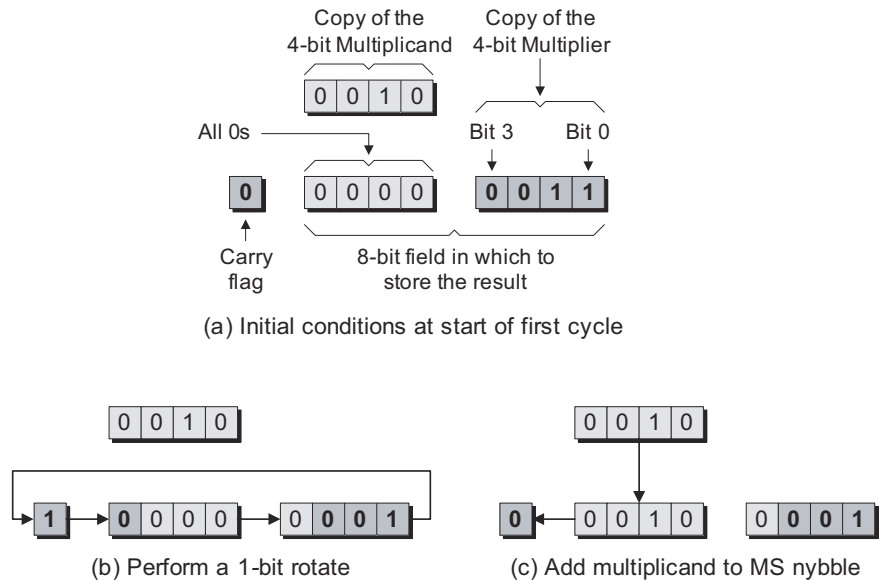 Copy of the
4-bit Multiplicand
Copy of the
4-bit Multiplier
0 0 1 0
All 0s
Bit 3 Bit 0
0 0 0 0 0 0 0 1 1
Carry
flag
8-bit field in which to
store the result
(a) Initial conditions at start of first cycle
0 0 1 0
1 0 0 0 0 0 0 0 1
(b) Perform a 1-bit rotate
0 0 1 0
0 0 0 1 0 0 0 0 1
(c) Add multiplicand to MS nybble